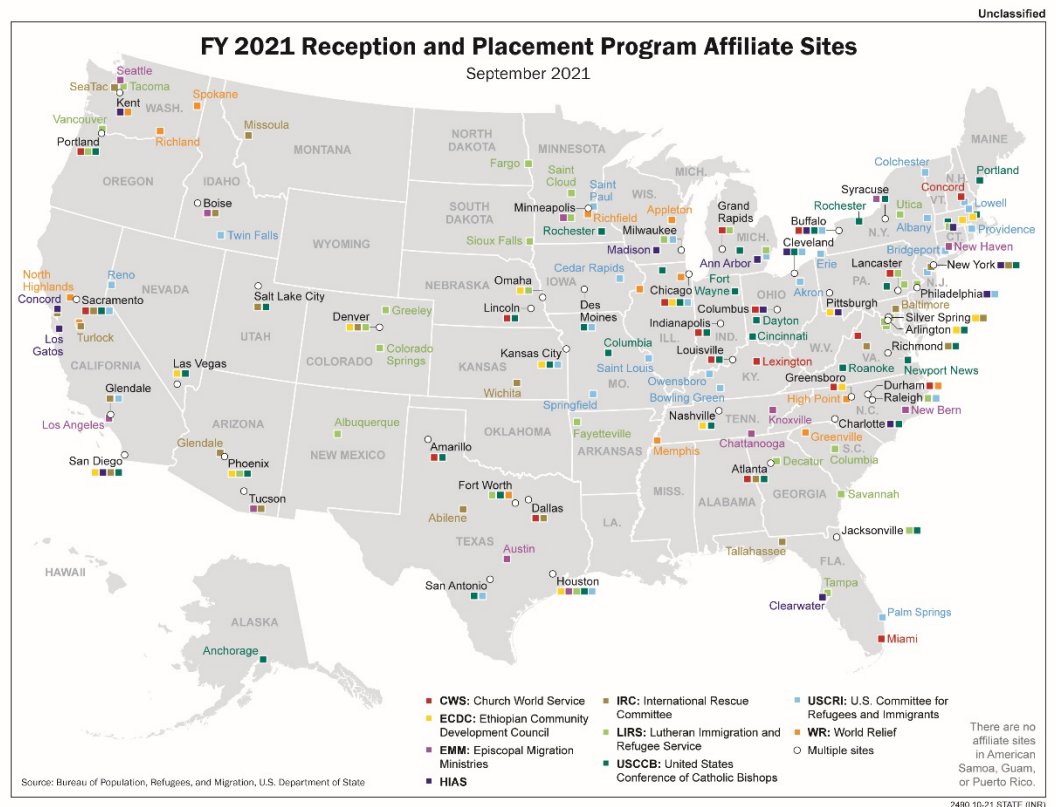 Unclassified
FY 2021 Reception and Placement Program Affiliate Sites
September 2021
Seattle
SeaTac
Tacoma
Kent
WASH.
Spokane
Vancouver
Portland
Richland
Missoula
MONTANA
OREGON
IDAHO
Boise
Twin Falls
WYOMING
NORTH
DAKOTA
Fargo
MINNESOTA
Saint
Cloud
Saint
Paul
Minneapolis
Richfield
Rochester
SOUTH
DAKOTA
Sioux Falls
WIS.
Appleton
Milwaukee
Madison
MICH.
Grand
Rapids
MICH.
Ann Arbor
Colchester
MAINE
N.H.
VT.
Portland
Syracuse
Concord
Rochester
Utica
Lowell
Buffalo
N.Y.
Albany
Providence
CT.
Cleveland
Erie
Bridgeport
New Haven
North
Highlands
Reno
Concord
Sacramento
NEVADA
Los
Gatos
Turlock
CALIFORNIA
Salt Lake City
UTAH
Denver
Greeley
Colorado
Springs
COLORADO
NEBRASKA
Omaha
Lincoln
Cedar Rapids
IOWA
Des
Moines
Chicago
Fort
Wayne
Lancaster
New York
PA.
N.J.
Philadelphia
Akron
OHIO
Pittsburgh
Baltimore
Columbus
Silver Spring
Arlington
Indianapolis
Dayton
Cincinnati
ILL.
IND.
W.V.
Richmond
VA.
Las Vegas
Glendale
Los Angeles
San Diego
Kansas City
KANSAS
Wichita
Columbia
Saint Louis
MO.
Springfield
Louisville
Lexington
KY.
Owensboro
Bowling Green
Roanoke
Newport News
Greensboro
Durham
Raleigh
High Point
N.C.
New Bern
Charlotte
ARIZONA
Glendale
Phoenix
Tucson
Albuquerque
NEW MEXICO
Amarillo
OKLAHOMA
Fayetteville
ARKANSAS
Nashville
TENN.
Knoxville
Chattanooga
Memphis
Greenville
S.C.
Columbia
Decatur
Atlanta
MISS.
ALABAMA
GEORGIA
Savannah
Fort Worth
Dallas
Abilene
TEXAS
Austin
LA.
San Antonio
Houston
Jacksonville
Tallahassee
FLA.
Tampa
Clearwater
Palm Springs
Miami
HAWAII
ALASKA
Anchorage
CWS: Church World Service
ECDC: Ethiopian Community
Development Council
EMM: Episcopal Migration
Ministries
HIAS
IRC: International Rescue
Committee
LIRS: Lutheran Immigration and
Refugee Service
USCCB: United States
Conference of Catholic Bishops
USCRI: U.S. Committee for
Refugees and Immigrants
WR: World Relief
Multiple sites
There are no
affiliate sites
in American
Samoa, Guam,
or Puerto Rico.
Source: Bureau of Population, Refugees, and Migration, U.S. Department of State
2490 10-21 STATE (INR)